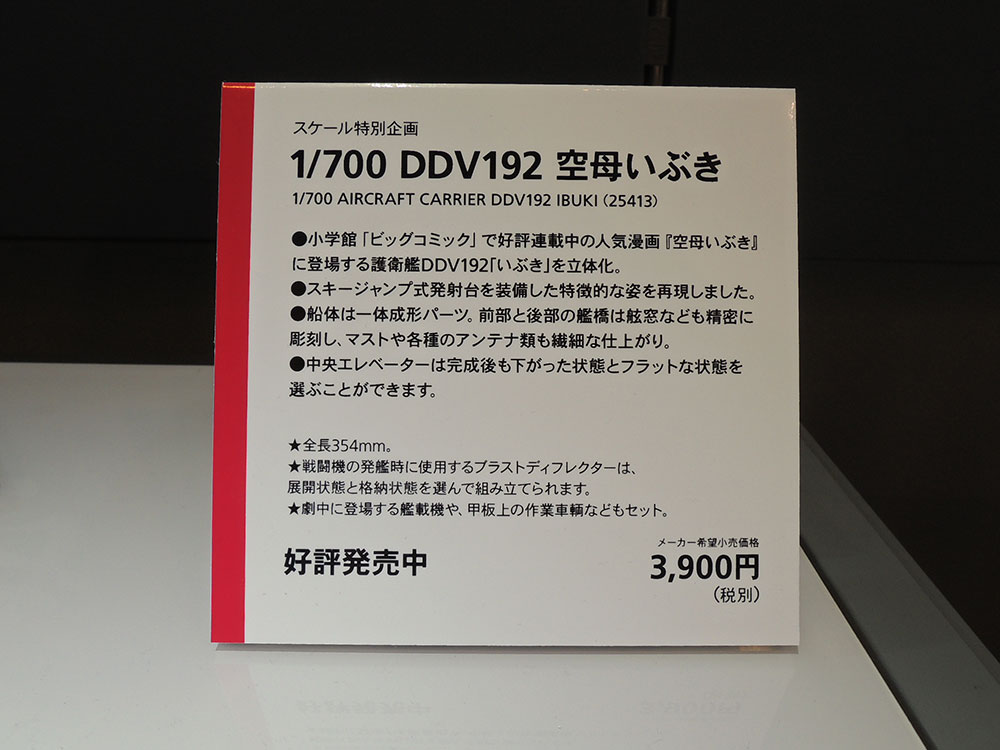 スケール特別企画
1/700 DDV192 空母いぶき
1/700 AIRCRAFT CARRIER DDV192 IBUKI（25413）
●小学館「ビッグコミック」で好評連載中の人気漫画『空母いぶき』
に登場する護衛艦DDV192「いぶき」を立体化。
●スキージャンプ式発射台を装備した特徴的な姿を再現しました。
●船体は一体成形パーツ。前部と後部の艦橋は舷窓なども精密に
彫刻し、マストや各種のアンテナ類も繊細な仕上がり。
●中央エレベーターは完成後も下がった状態とフラットな状態を
選ぶことができます。
★全長354mm。
★戦闘機の発艦時に使用するブラストディフレクターは、
展開状態と格納状態を選んで組み立てられます。
★劇中に登場する艦載機や、甲板上の作業車輌などもセット。
好評発売中
メーカー希望小売価格
3,900円
（税別）